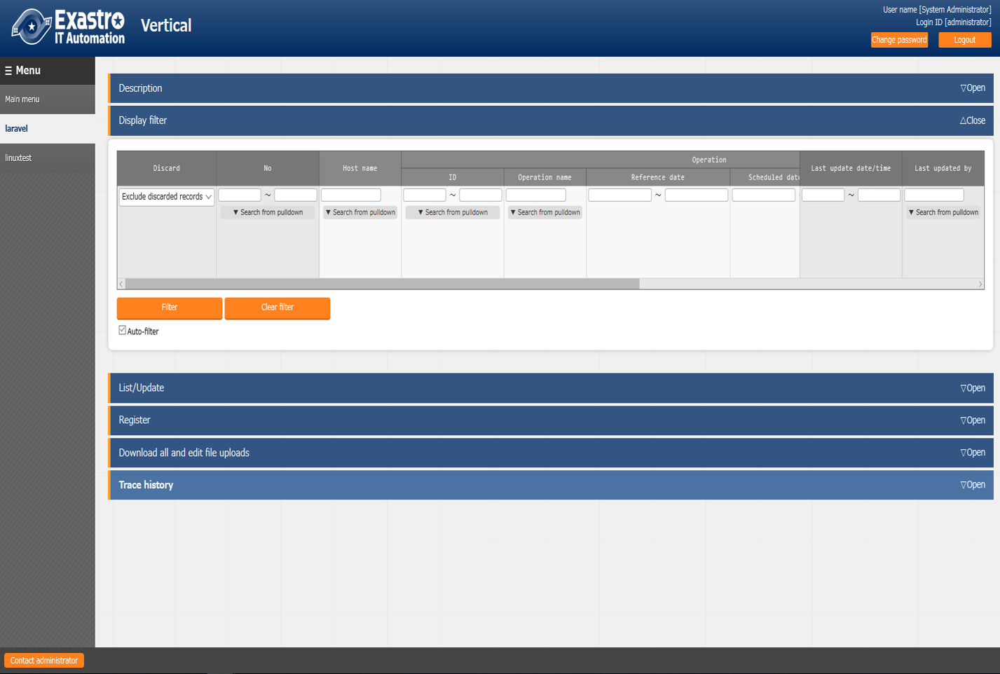 Exastro
IT Automation
Vertical
User name [System Administrator]
Login ID [administrator]
Change password
Logout
Menu
Main menu
laravel
linuxtest
Description
▽Open
Display filter
△Close
Discard
No
Host name
Operation
Last update date/time
Last updated by
ID
Operation name
Reference date
Scheduled date
Exclude discarded records
~
~
~
~
▼ Search from pulldown
▼ Search from pulldown
▼ Search from pulldown
▼ Search from pulldown
▼ Search from pulldown
Filter
Clear filter
Auto-filter
List/Update
▽Open
Register
▽Open
Download all and edit file uploads
▽Open
Trace history
▽Open
Contact administrator